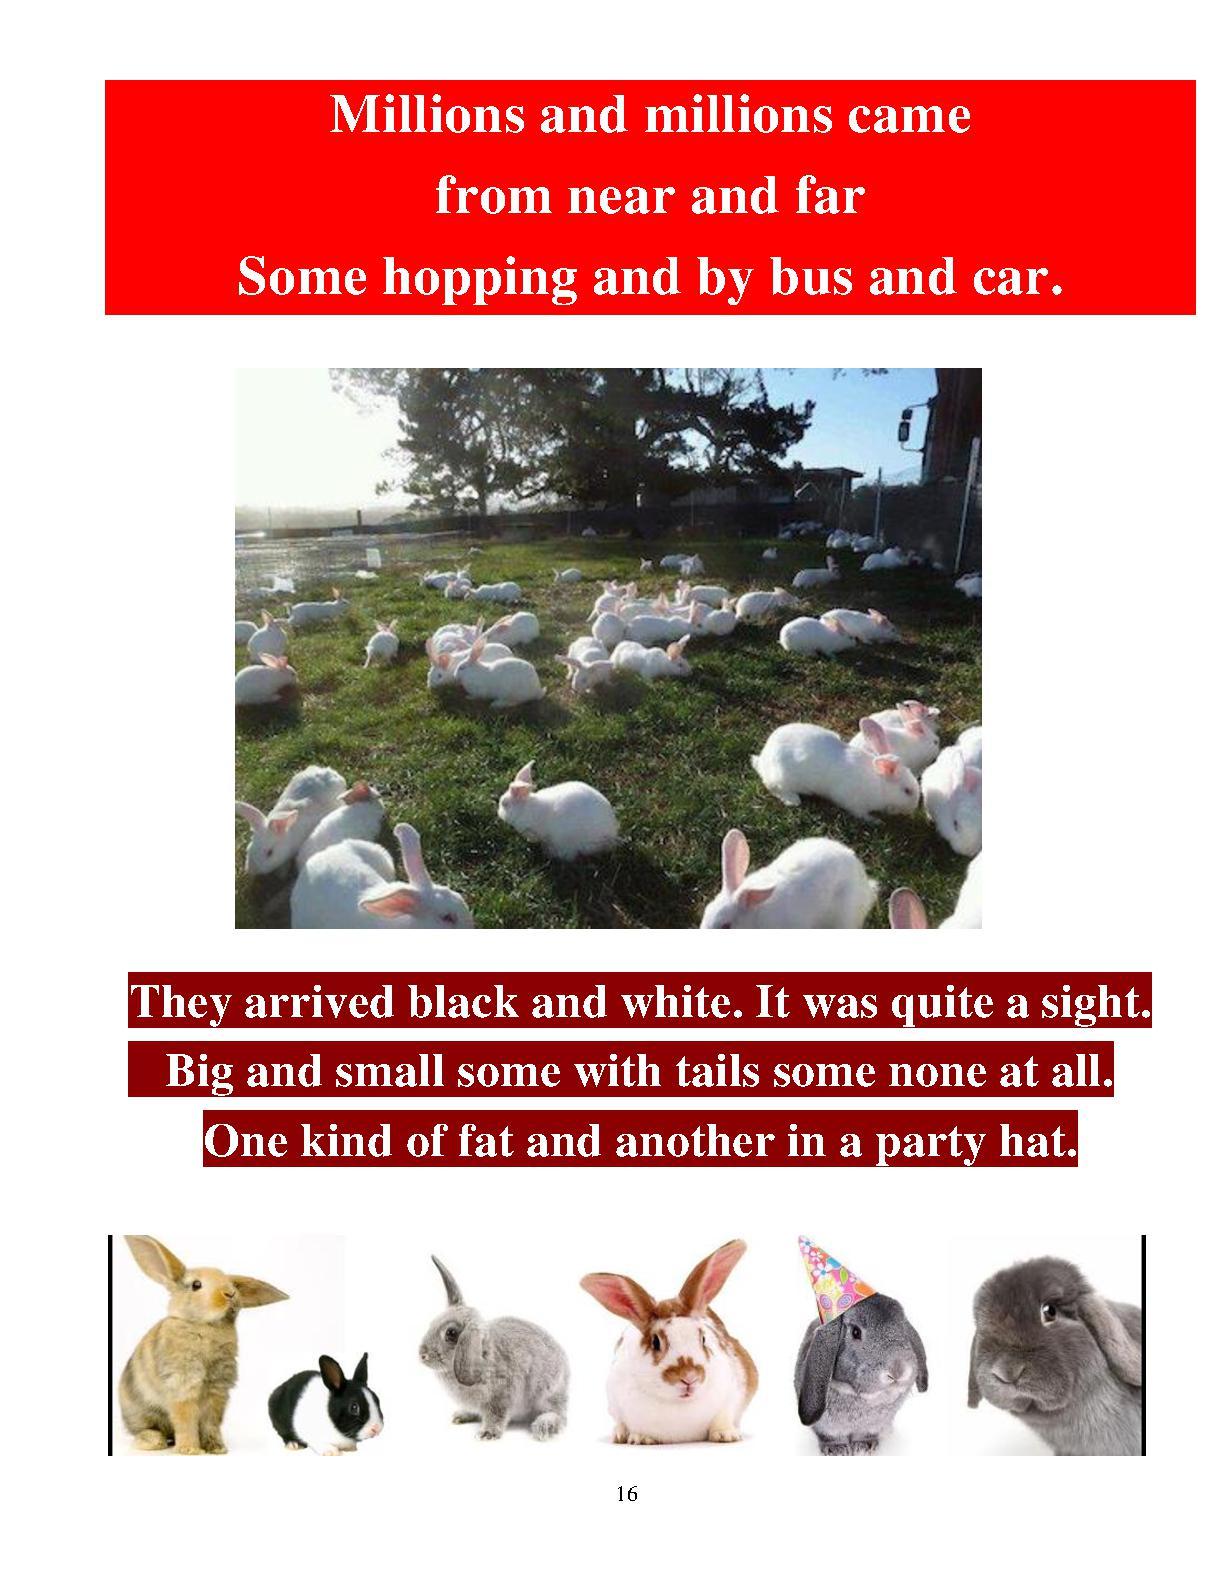 Millions and millions came
from near and far
Some hopping and by bus and car.
They arrived black and white. It was quite a sight.
Big and small some with tails some none at all.
One kind of fat and another in a party hat.
16